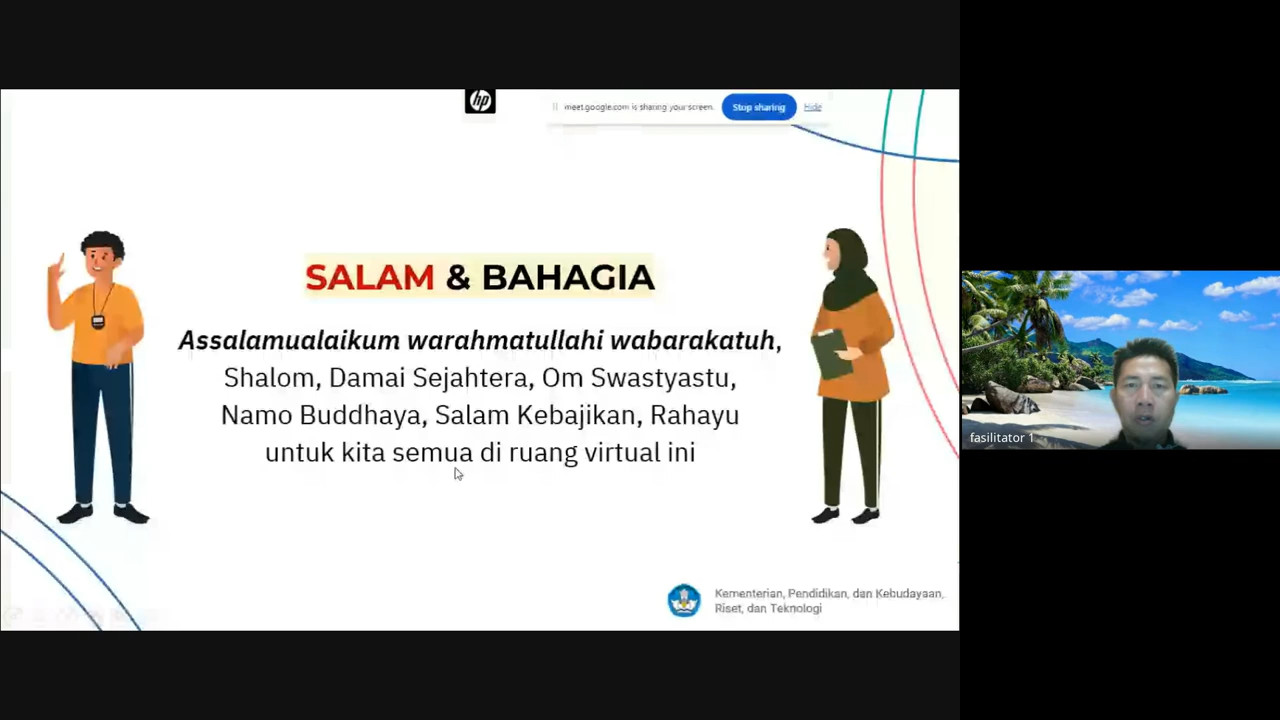 hp
meet.google.com is sharing your screen.
Stop sharing
Hide
SALAM & BAHAGIA
Assalamualaikum warahmatullahi wabarakatuh,
Shalom, Damai Sejahtera, Om Swastyastu,
Namo Buddhaya, Salam Kebajikan, Rahayu
untuk kita semua di ruang virtual ini
fasilitator 1
Kementerian, Pendidikan, dan Kebudayaan,
Riset, dan Teknologi